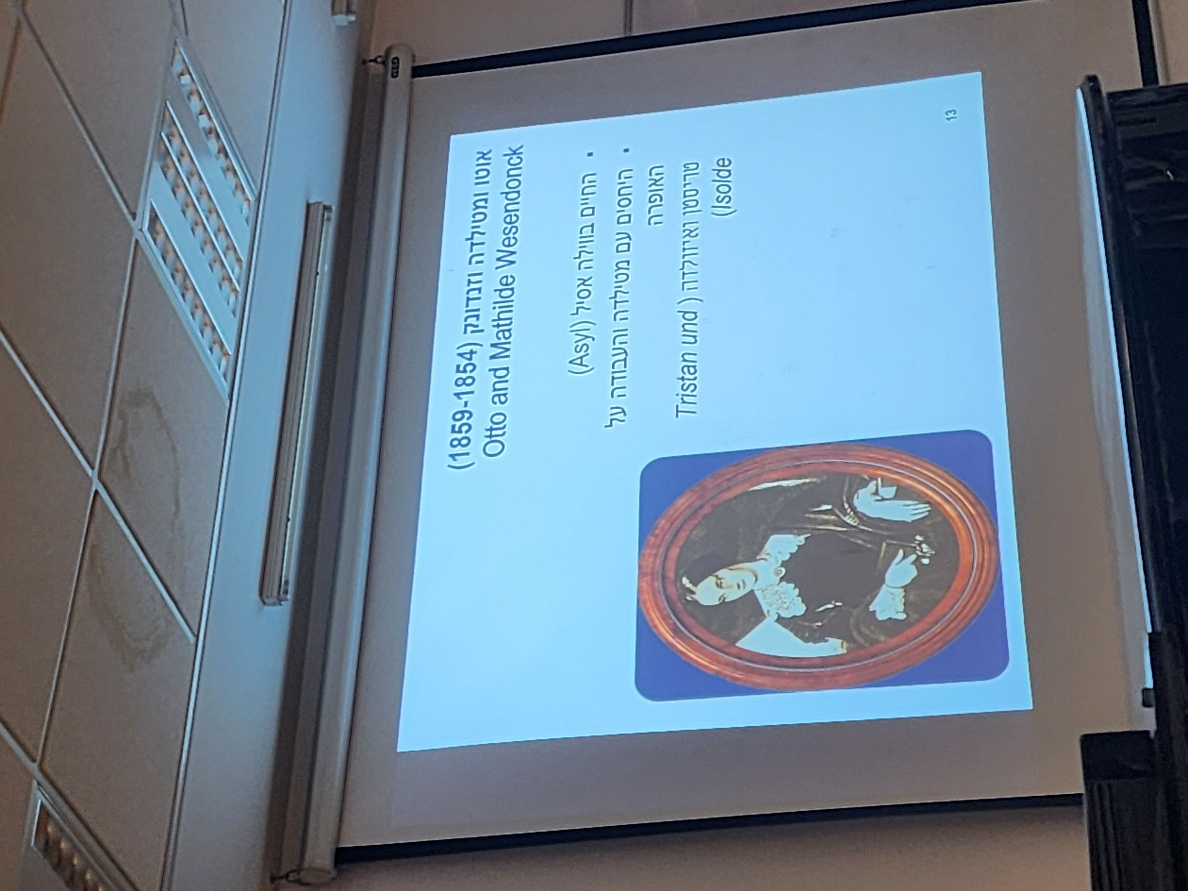 אוטו ומטילדה וזנדונק (1859-1854)
Otto and Mathilde Wesendonck
▪ החיים בווילה אסיל (Asyl)
▪ היחסים עם מטילדה והעבודה על
האופרה
טריסטן ואיזולדה ( Tristan und
Isolde)
13